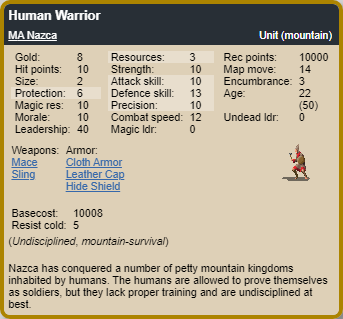 Human Warrior
MA Nazca Unit (mountain)
Gold: 8 Resources: 3 Rec points: 10000
Hit points: 10 Strength: 10 Map move: 14
Size: 2 Attack skill: 10 Encumbrance: 3
Protection: 6 Defence skill: 13 Age: 22
Magic res: 10 Precision: 10 (50)
Morale: 10 Combat speed: 12 Undead ldr: 0
Leadership: 40 Magic ldr: 0
Weapons: Armor:
Mace Cloth Armor
Sling Leather Cap
Hide Shield
Basecost: 10008
Resist cold: 5
(Undisciplined, mountain-survival)
Nazca has conquered a number of petty mountain kingdoms
inhabited by humans. The humans are allowed to prove themselves
as soldiers, but they lack proper training and are undisciplined at
best.